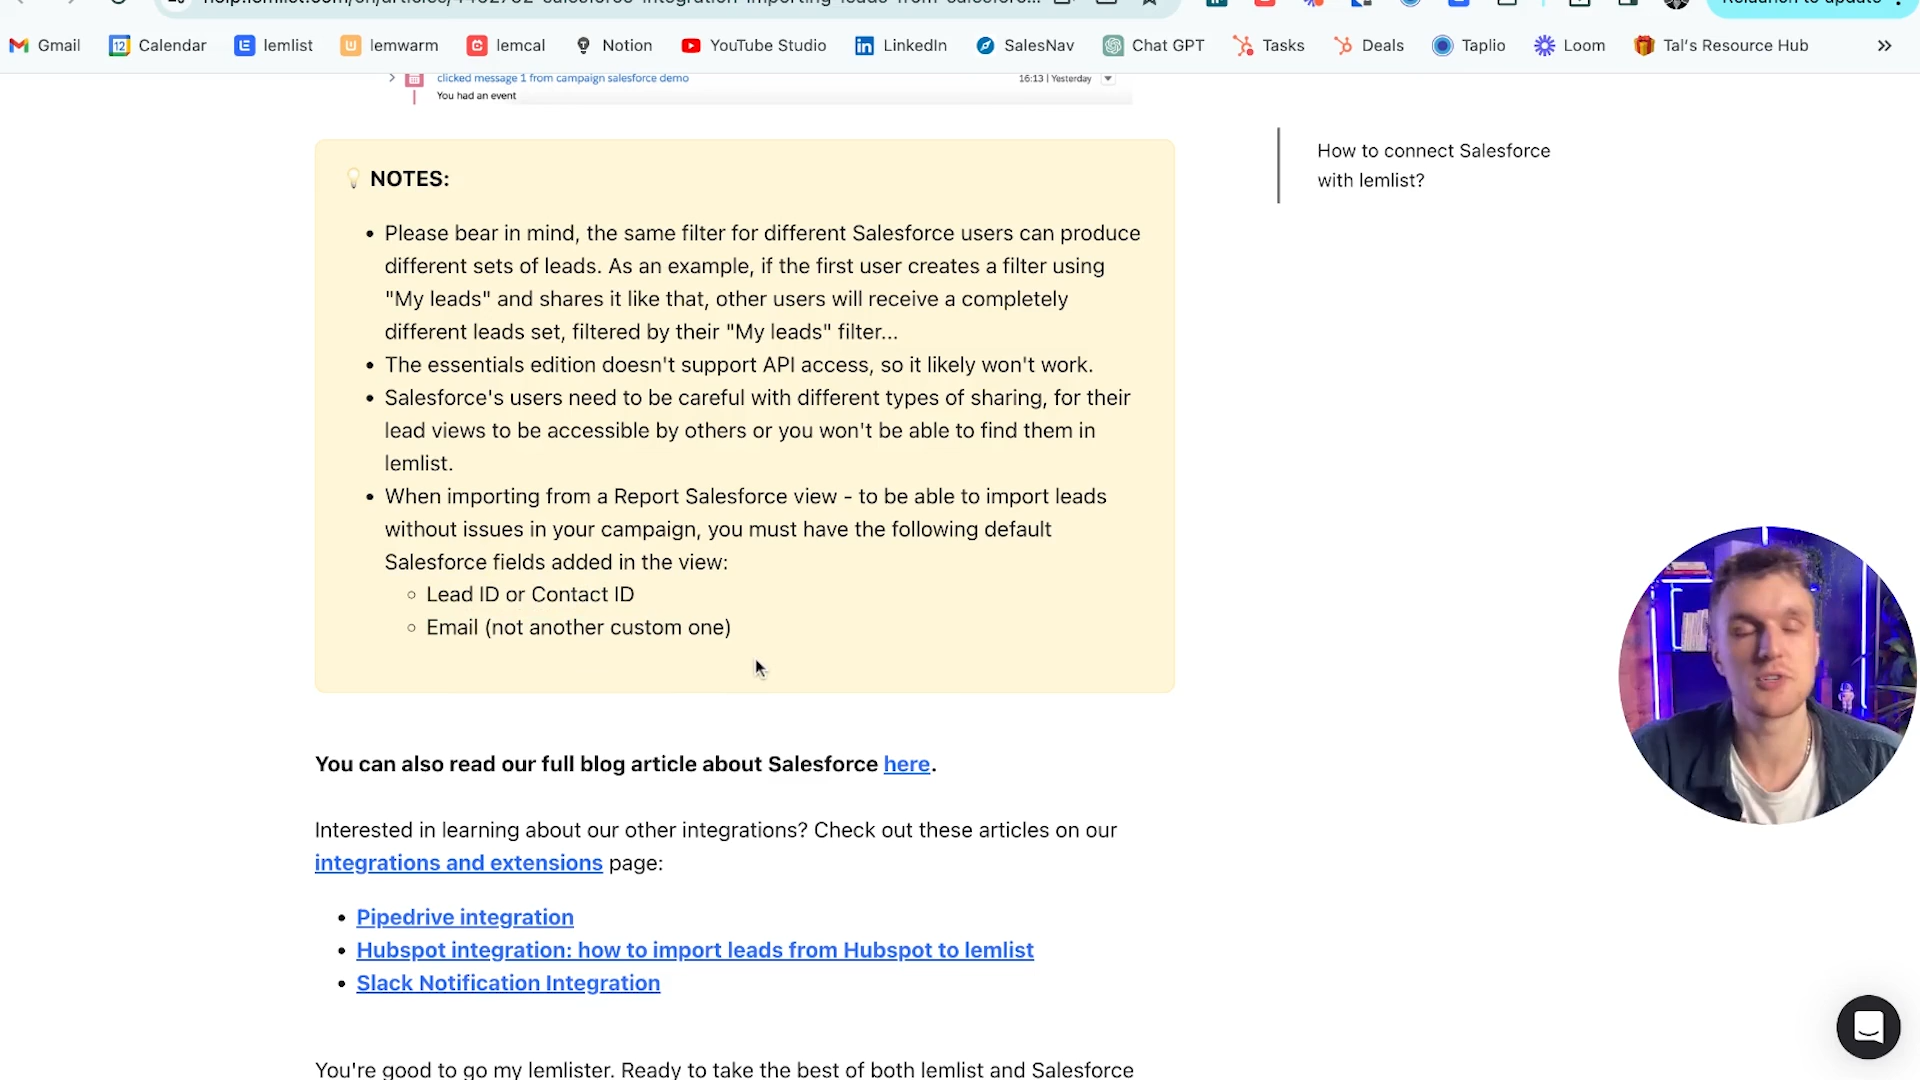 Gmail Calendar lemlist lemwarm lemcal Notion YouTube Studio LinkedIn SalesNav Chat GPT Tasks Deals Taplio Loom Tal's Resource Hub
clicked message 1 from campaign salesforce demo
16:13 | Yesterday
You had an event
NOTES:
• Please bear in mind, the same filter for different Salesforce users can produce
different sets of leads. As an example, if the first user creates a filter using
"My leads" and shares it like that, other users will receive a completely
different leads set, filtered by their "My leads" filter...
• The essentials edition doesn't support API access, so it likely won't work.
• Salesforce's users need to be careful with different types of sharing, for their
lead views to be accessible by others or you won't be able to find them in
lemlist.
• When importing from a Report Salesforce view - to be able to import leads
without issues in your campaign, you must have the following default
Salesforce fields added in the view:
◦ Lead ID or Contact ID
◦ Email (not another custom one)
How to connect Salesforce
with lemlist?
You can also read our full blog article about Salesforce here.
Interested in learning about our other integrations? Check out these articles on our
integrations and extensions page:
• Pipedrive integration
• Hubspot integration: how to import leads from Hubspot to lemlist
• Slack Notification Integration
You're good to go my lemlister. Ready to take the best of both lemlist and Salesforce